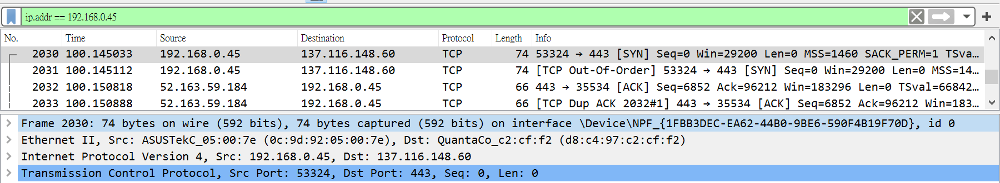 ip.addr == 192.168.0.45
No. Time Source Destination Protocol Length Info
2030 100.145033 192.168.0.45 137.116.148.60 TCP 74 53324 → 443 [SYN] Seq=0 Win=29200 Len=0 MSS=1460 SACK_PERM=1 TSva…
2031 100.145112 192.168.0.45 137.116.148.60 TCP 74 [TCP Out-Of-Order] 53324 → 443 [SYN] Seq=0 Win=29200 Len=0 MSS=14…
2032 100.150818 52.163.59.184 192.168.0.45 TCP 66 443 → 35534 [ACK] Seq=6852 Ack=96212 Win=183296 Len=0 TSval=66842…
2033 100.150888 52.163.59.184 192.168.0.45 TCP 66 [TCP Dup ACK 2032#1] 443 → 35534 [ACK] Seq=6852 Ack=96212 Win=183…
Frame 2030: 74 bytes on wire (592 bits), 74 bytes captured (592 bits) on interface \Device\NPF_{1FBB3DEC-EA62-44B0-9BE6-590F4B19F70D}, id 0
Ethernet II, Src: ASUSTekC_05:00:7e (0c:9d:92:05:00:7e), Dst: QuantaCo_c2:cf:f2 (d8:c4:97:c2:cf:f2)
Internet Protocol Version 4, Src: 192.168.0.45, Dst: 137.116.148.60
Transmission Control Protocol, Src Port: 53324, Dst Port: 443, Seq: 0, Len: 0